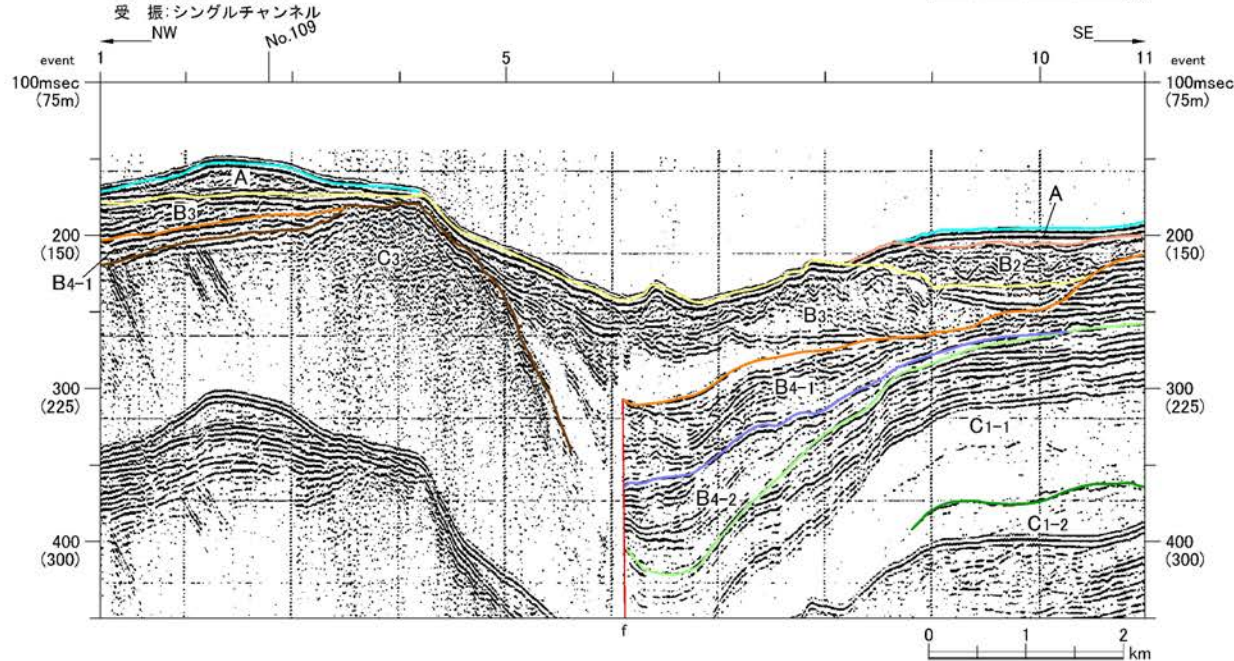 受 振:シングルチャンネル
NW
No.109
SE
event
1
5
10
11
event
100msec
(75m)
100msec
(75m)
A
A
B3
200
(150)
200
(150)
C3
B2
B4-1
B3
300
(225)
300
(225)
B4-1
C1-1
B4-2
C1-2
400
(300)
400
(300)
f
0
1
2
km